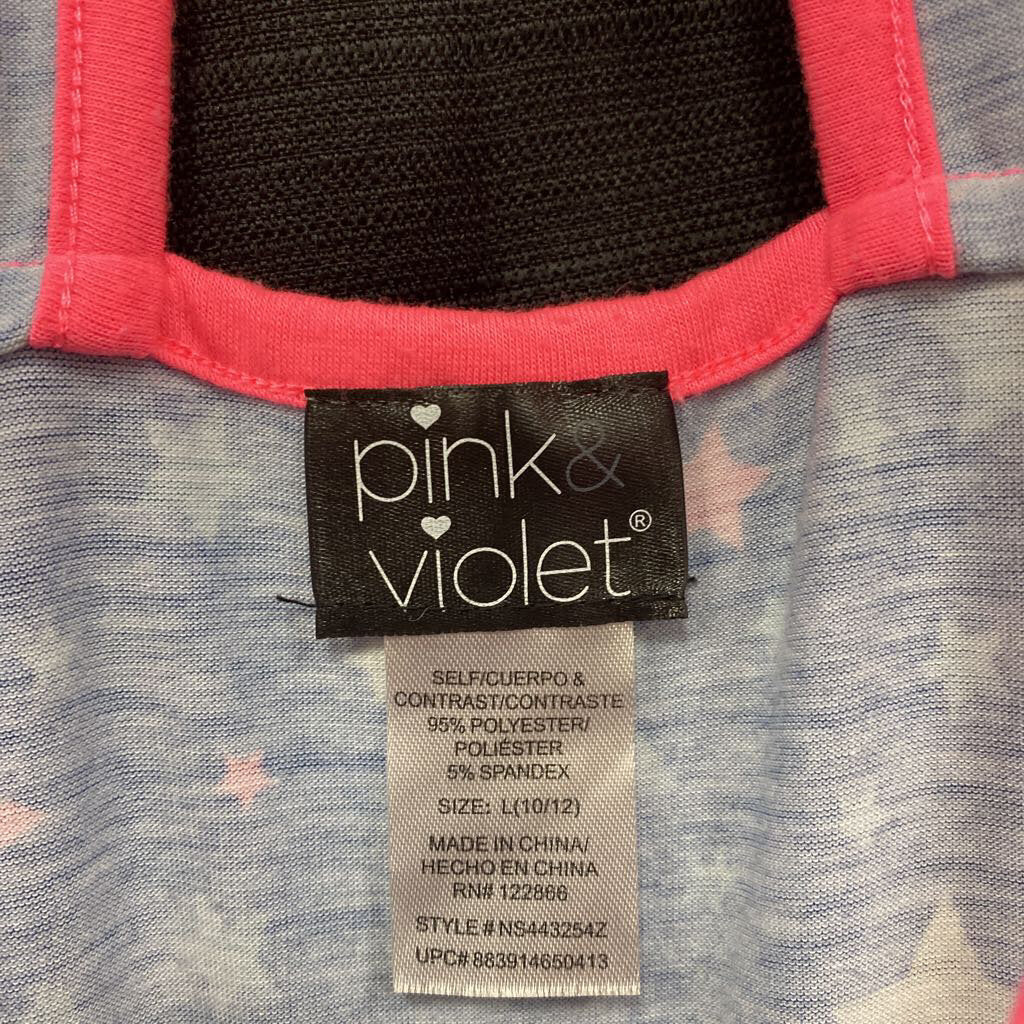 pink &
violet®
SELF/CUERPO &
CONTRAST/CONTRASTE
95% POLYESTER/
POLIÉSTER
5% SPANDEX
SIZE: L(10/12)
MADE IN CHINA/
HECHO EN CHINA
RN# 122866
STYLE # NS443254Z
UPC# 883914650413